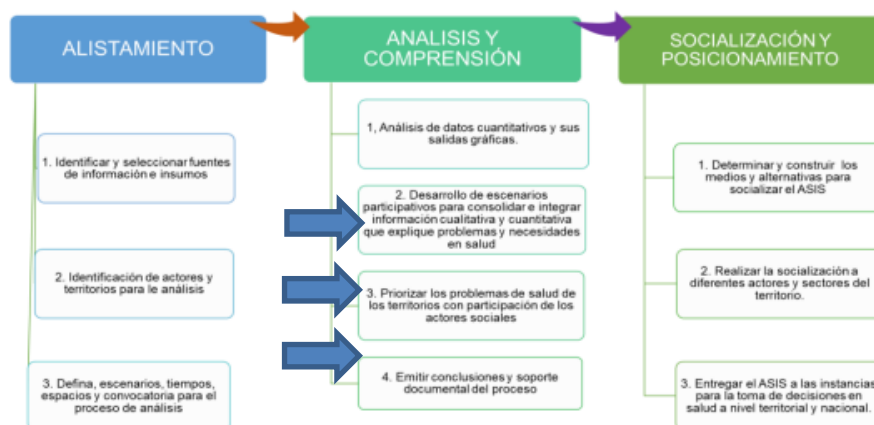 ALISTAMIENTO
1. Identificar y seleccionar fuentes
de información e insumos
2. Identificación de actores y
territorios para le análisis
3. Defina, escenarios, tiempos,
espacios y convocatoria para el
proceso de análisis
ANALISIS Y
COMPRENSIÓN
1, Análisis de datos cuantitativos y sus
salidas gráficas.
2. Desarrollo de escenarios
participativos para consolidar e integrar
información cualitativa y cuantitativa
que explique problemas y necesidades
en salud
3. Priorizar los problemas de salud de
los territorios con participación de los
actores sociales
4. Emitir conclusiones y soporte
documental del proceso
SOCIALIZACIÓN Y
POSICIONAMIENTO
1. Determinar y construir los
medios y alternativas para
socializar el ASIS
2. Realizar la socialización a
diferentes actores y sectores del
territorio.
3. Entregar el ASIS a las instancias
para la toma de decisiones en
salud a nivel territorial y nacional.